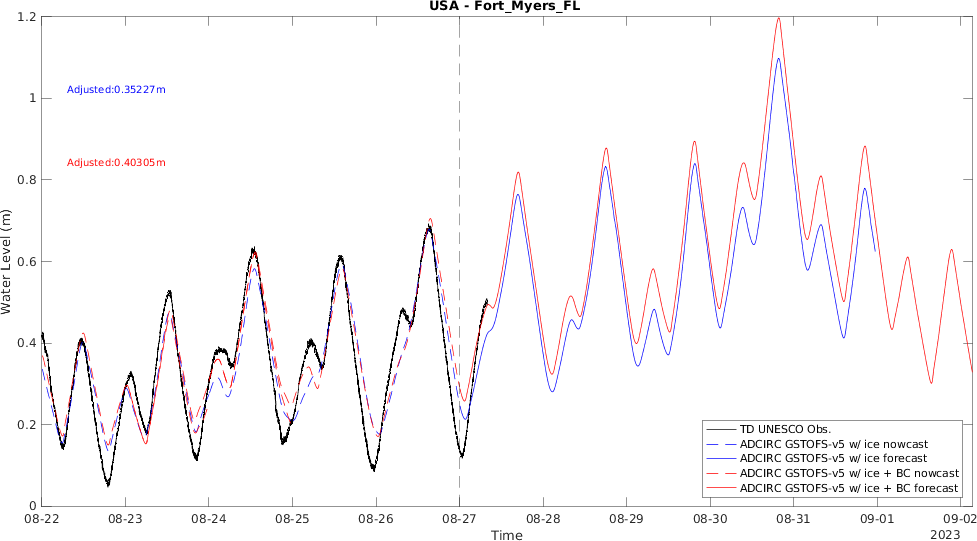 USA - Fort_Myers_FL
1.2
1
0.8
0.6
0.4
0.2
0
Water Level (m)
Adjusted:0.35227m
Adjusted:0.40305m
TD UNESCO Obs.
ADCIRC GSTOFS-v5 w/ ice nowcast
ADCIRC GSTOFS-v5 w/ ice forecast
ADCIRC GSTOFS-v5 w/ ice + BC nowcast
ADCIRC GSTOFS-v5 w/ ice + BC forecast
08-22 08-23 08-24 08-25 08-26 08-27 08-28 08-29 08-30 08-31 09-01 09-02
Time
2023